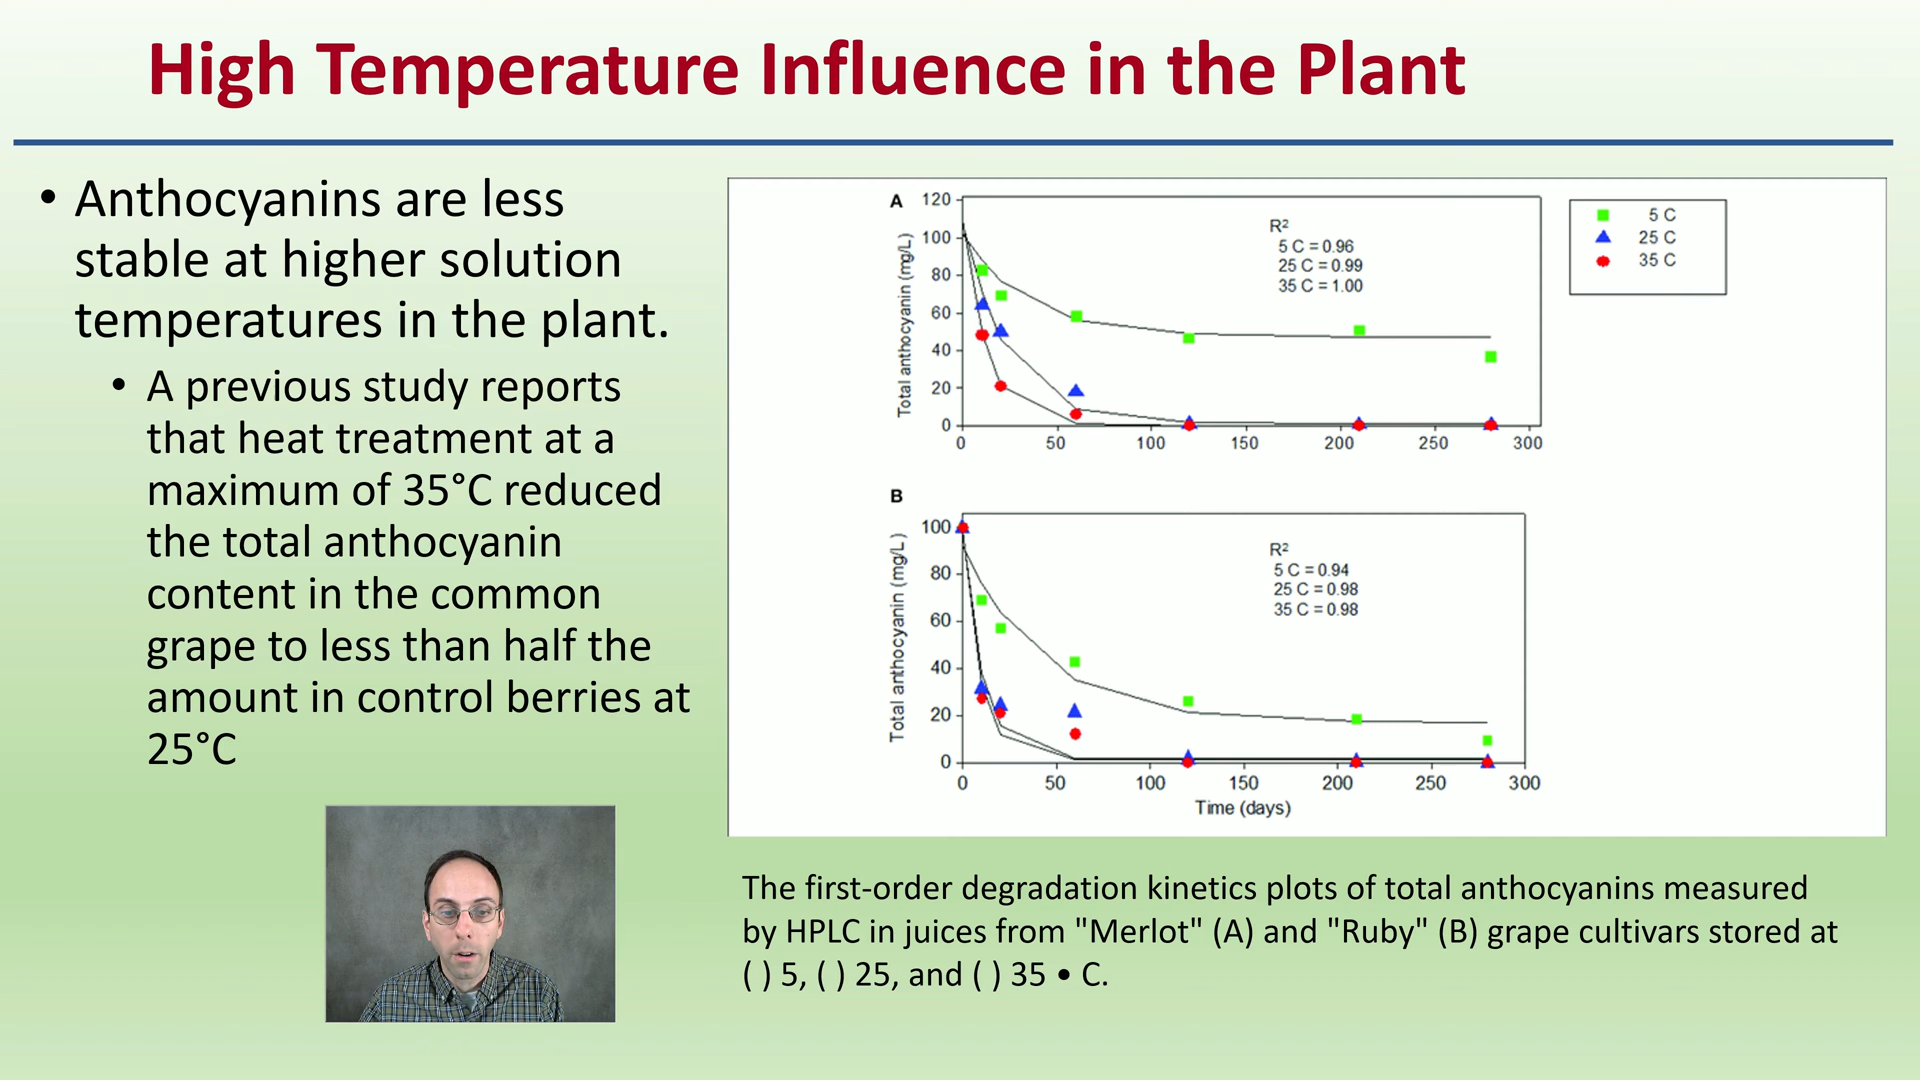 High Temperature Influence in the Plant
• Anthocyanins are less
stable at higher solution
temperatures in the plant.
• A previous study reports
that heat treatment at a
maximum of 35°C reduced
the total anthocyanin
content in the common
grape to less than half the
amount in control berries at
25°C
A
Total anthocyanin (mg/L)
120
100
80
60
40
20
0
0 50 100 150 200 250 300
R²
5 C = 0.96
25 C = 0.99
35 C = 1.00
5 C
25 C
35 C
B
Total anthocyanin (mg/L)
100
80
60
40
20
0
0 50 100 150 200 250 300
R²
5 C = 0.94
25 C = 0.98
35 C = 0.98
Time (days)
The first-order degradation kinetics plots of total anthocyanins measured
by HPLC in juices from "Merlot" (A) and "Ruby" (B) grape cultivars stored at
( ) 5, ( ) 25, and ( ) 35 • C.